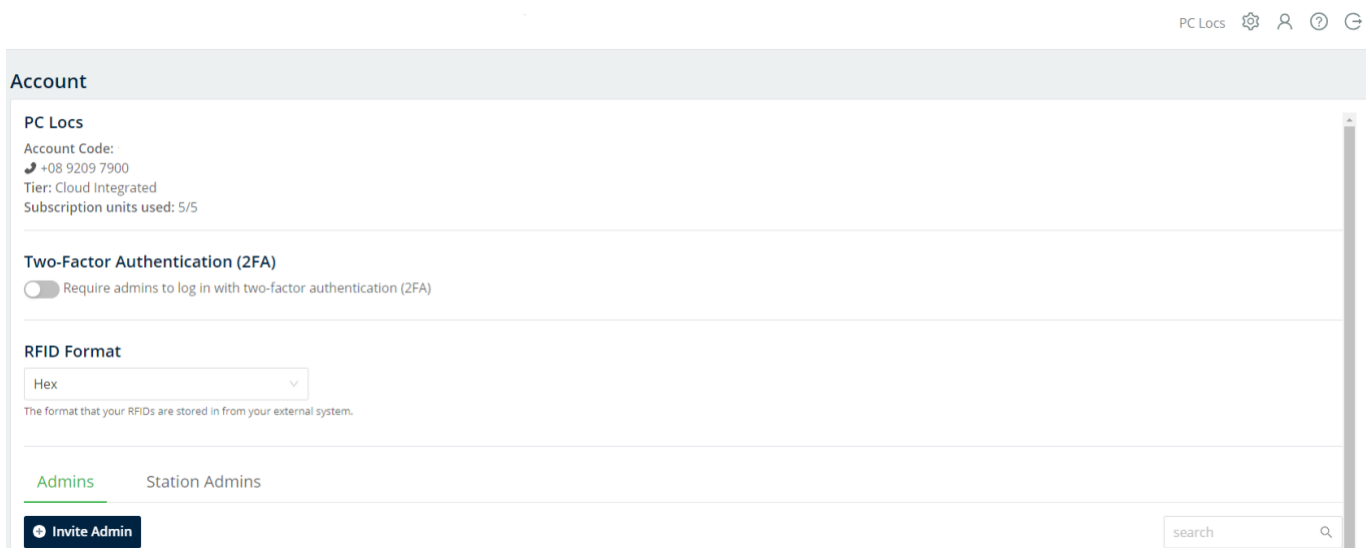 PC Locs
Account
PC Locs
Account Code:
+08 9209 7900
Tier: Cloud Integrated
Subscription units used: 5/5
Two-Factor Authentication (2FA)
Require admins to log in with two-factor authentication (2FA)
RFID Format
Hex
The format that your RFIDs are stored in from your external system.
Admins Station Admins
Invite Admin search